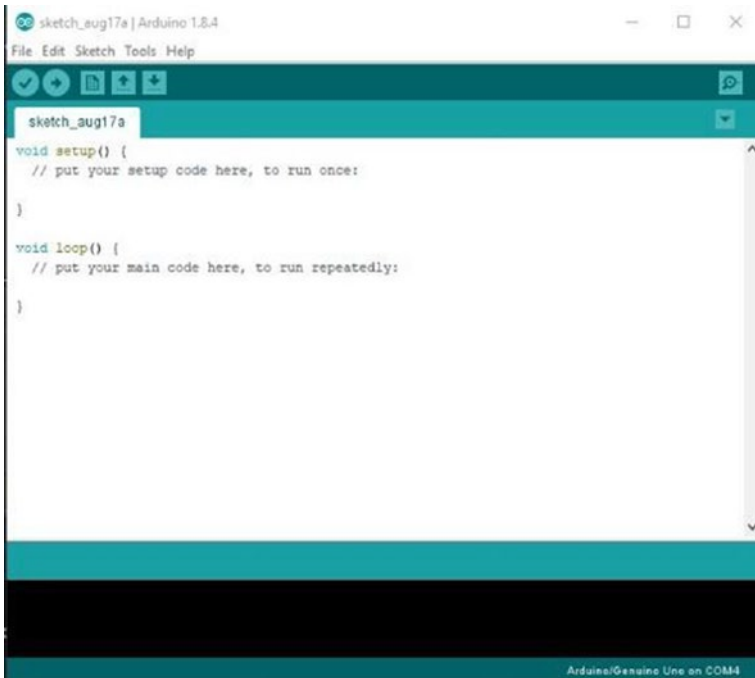 sketch_aug17a | Arduino 1.8.4
File Edit Sketch Tools Help
sketch_aug17a
void setup() {
  // put your setup code here, to run once:
}
void loop() {
  // put your main code here, to run repeatedly:
}
Arduino/Genuino Uno on COM4